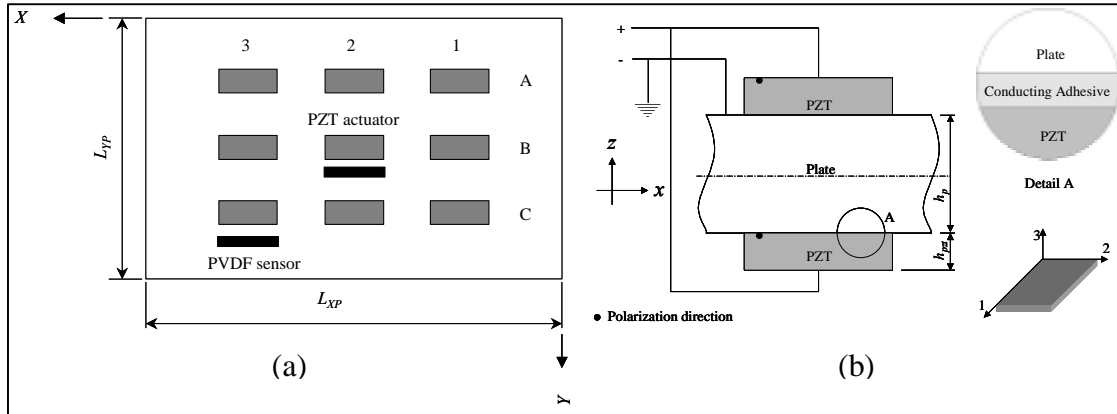 X
3 2 1
A
PZT actuator
B
C
PVDF sensor
L_YP
L_XP
Y
(a)
+
-
PZT
z
x
Plate
h_p
A
PZT
h_pzt
• Polarization direction
(b)
Plate
Conducting Adhesive
PZT
Detail A
3
2
1